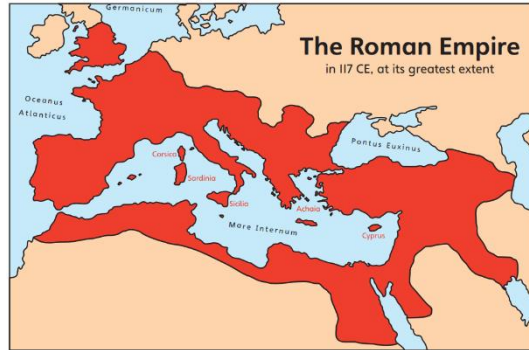 Germanicum
The Roman Empire
in 117 CE, at its greatest extent
Oceanus
Atlanticus
Pontus Euxinus
Corsica
Sardinia
Sicilia
Achaia
Mare Internum
Cyprus